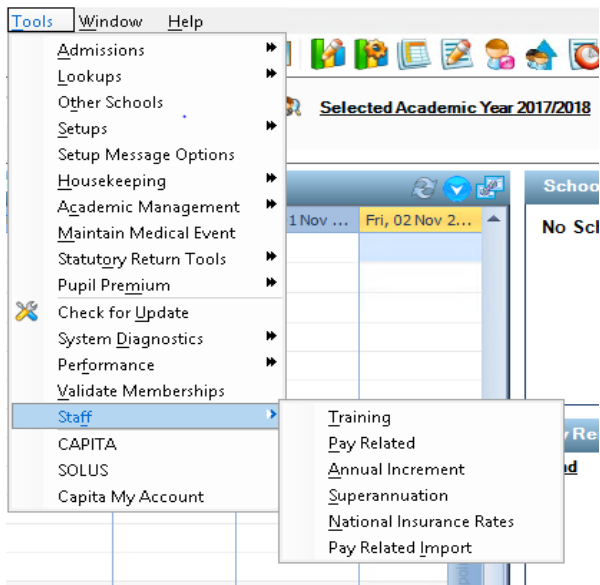 Tools Window Help
Selected Academic Year 2017/2018
Admissions
Lookups
Other Schools
Setups
Setup Message Options
Housekeeping
Academic Management
Maintain Medical Event
Statutory Return Tools
Pupil Premium
Check for Update
System Diagnostics
Performance
Validate Memberships
Staff
CAPITA
SOLUS
Capita My Account
Training
Pay Related
Annual Increment
Superannuation
National Insurance Rates
Pay Related Import
1 Nov ... Fri, 02 Nov 2...
Schoo
No Sch